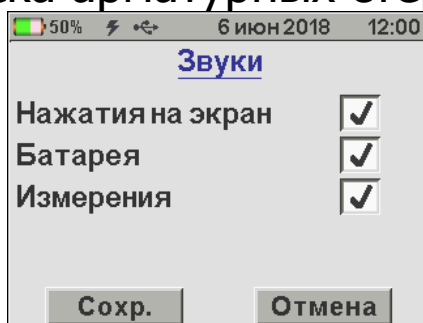 50% 6 июн 2018 12:00
Звуки
Нажатия на экран
Батарея
Измерения
Сохр.
Отмена